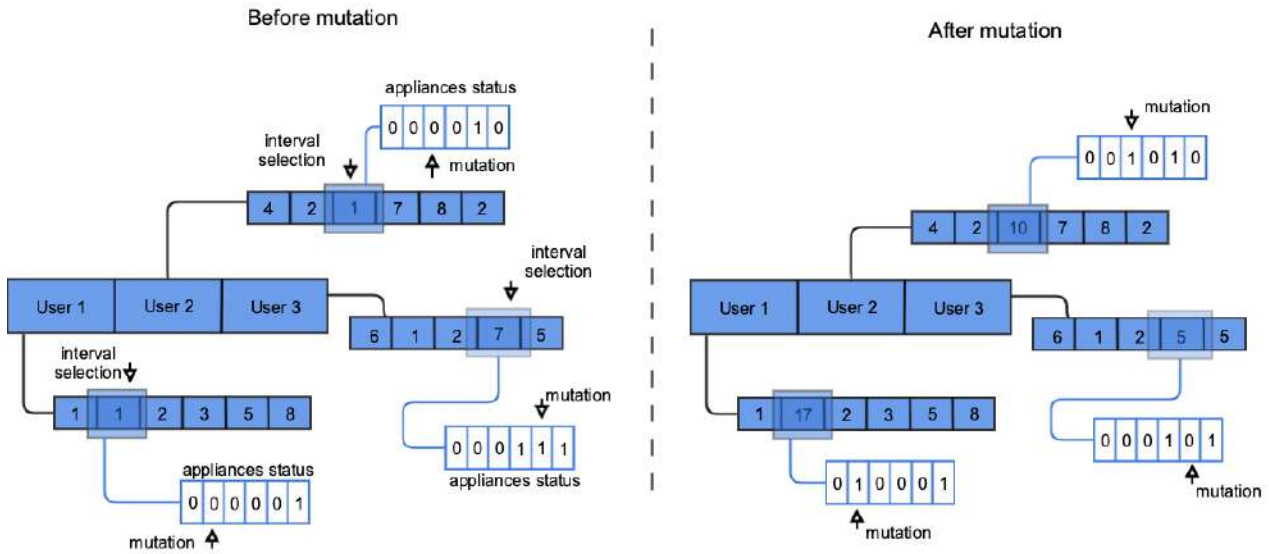 Before mutation
After mutation
appliances status
0 0 0 0 1 0
interval
selection
mutation
4 2 1 7 8 2
interval
selection
User 1 User 2 User 3
6 1 2 7 5
interval
selection
1 1 2 3 5 8
mutation
0 0 0 1 1 1
appliances status
appliances status
0 0 0 0 0 1
mutation
mutation
0 0 1 0 1 0
4 2 10 7 8 2
User 1 User 2 User 3
6 1 2 5 5
1 17 2 3 5 8
0 0 0 1 0 1
mutation
0 1 0 0 0 1
mutation